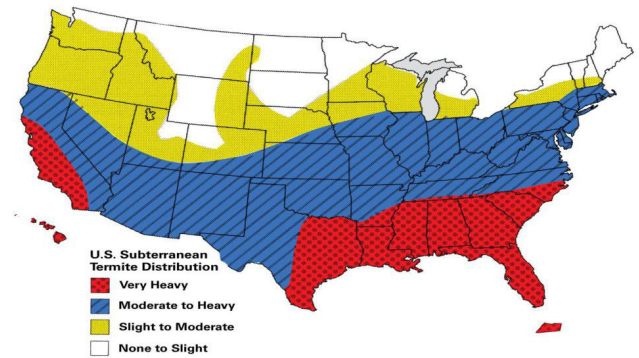 U.S. Subterranean
Termite Distribution
Very Heavy
Moderate to Heavy
Slight to Moderate
None to Slight